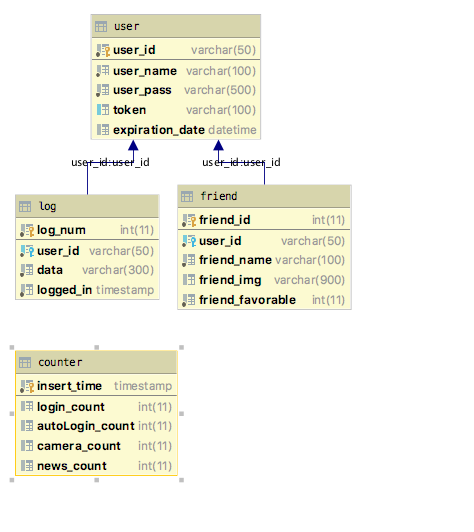 user
user_id varchar(50)
user_name varchar(100)
user_pass varchar(500)
token varchar(100)
expiration_date datetime
user_id:user_id user_id:user_id
log
log_num int(11)
user_id varchar(50)
data varchar(300)
logged_in timestamp
friend
friend_id int(11)
user_id varchar(50)
friend_name varchar(100)
friend_img varchar(900)
friend_favorable int(11)
counter
insert_time timestamp
login_count int(11)
autoLogin_count int(11)
camera_count int(11)
news_count int(11)